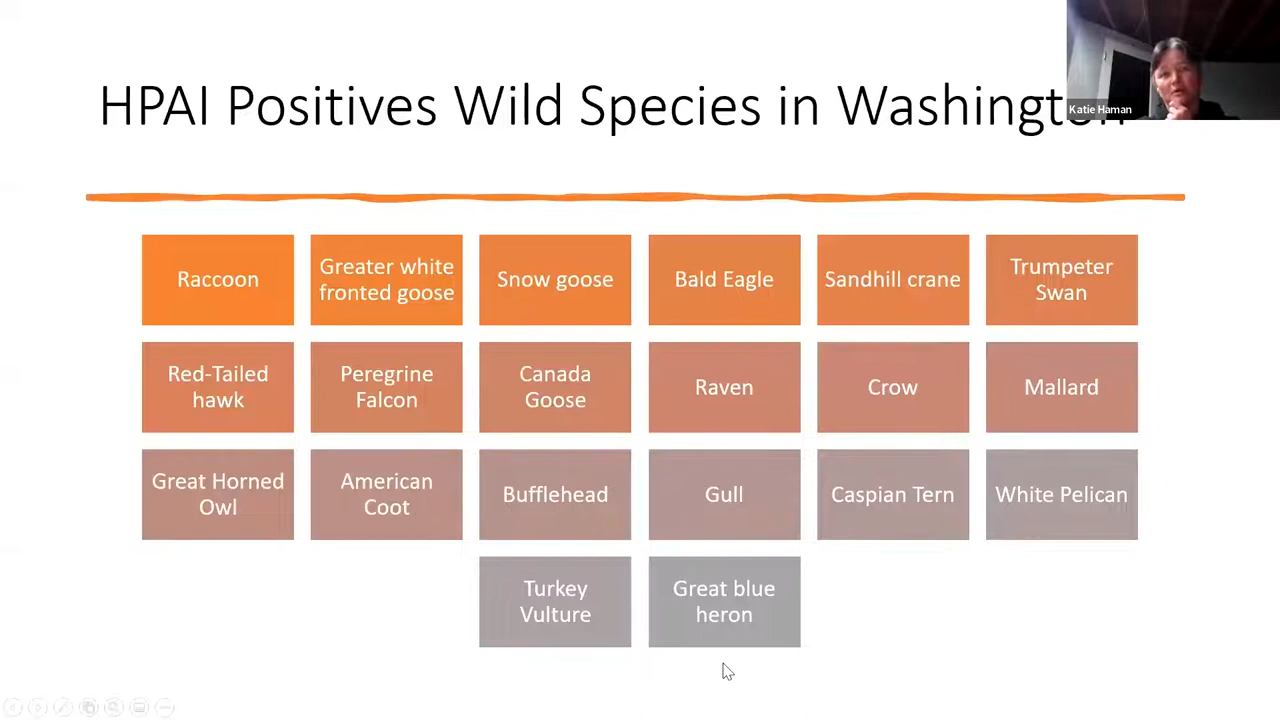 HPAI Positives Wild Species in Washington
Katie Haman
Raccoon
Greater white
fronted goose
Snow goose
Bald Eagle
Sandhill crane
Trumpeter
Swan
Red-Tailed
hawk
Peregrine
Falcon
Canada
Goose
Raven
Crow
Mallard
Great Horned
Owl
American
Coot
Bufflehead
Gull
Caspian Tern
White Pelican
Turkey
Vulture
Great blue
heron